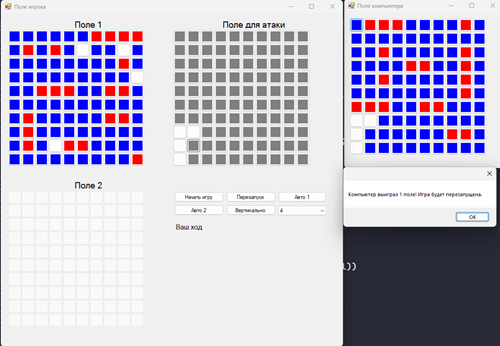 Поле игрока
Поле компьютера
Поле 1
Поле для атаки
Поле 2
Начать игру
Перезапуск
Авто 1
Авто 2
Вертикально
4
Ваш ход
Компьютер выиграл 1 поле! Игра будет перезапущена.
OK